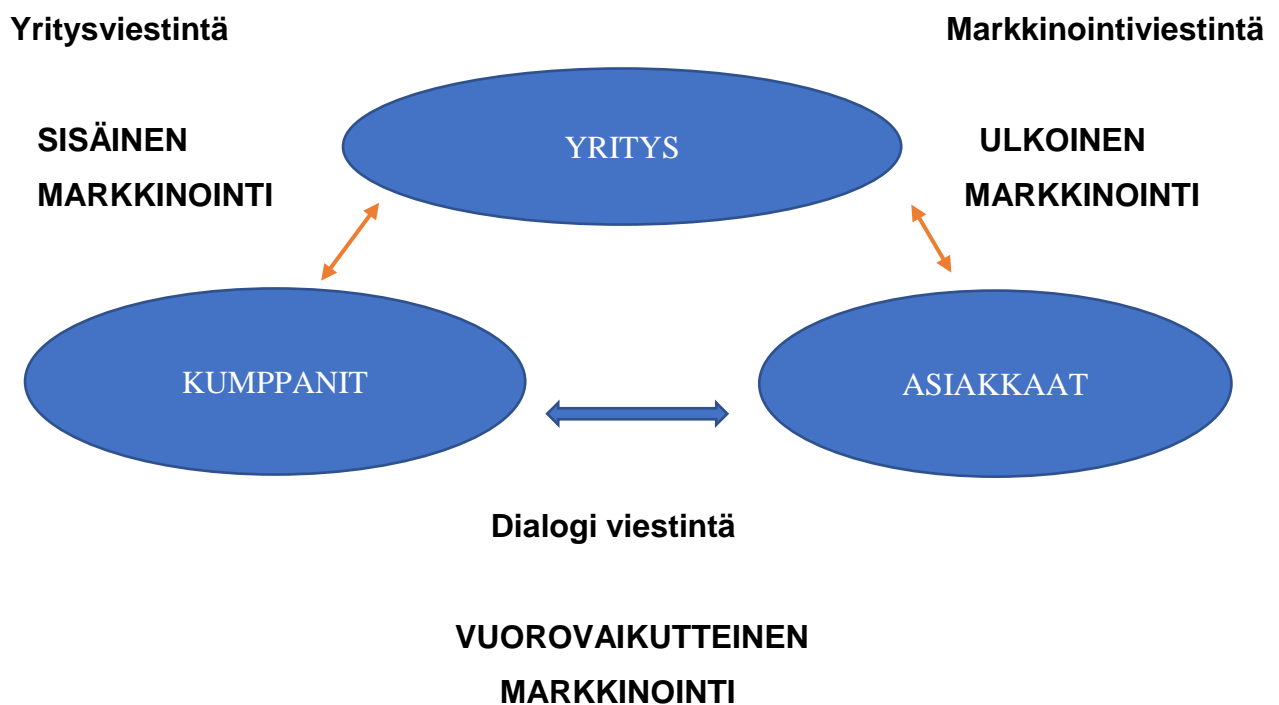 Yritysviestintä
Markkinointiviestintä
SISÄINEN
MARKKINOINTI
YRITYS
ULKOINEN
MARKKINOINTI
KUMPPANIT
ASIAKKAAT
Dialogi viestintä
VUOROVAIKUTTEINEN
MARKKINOINTI